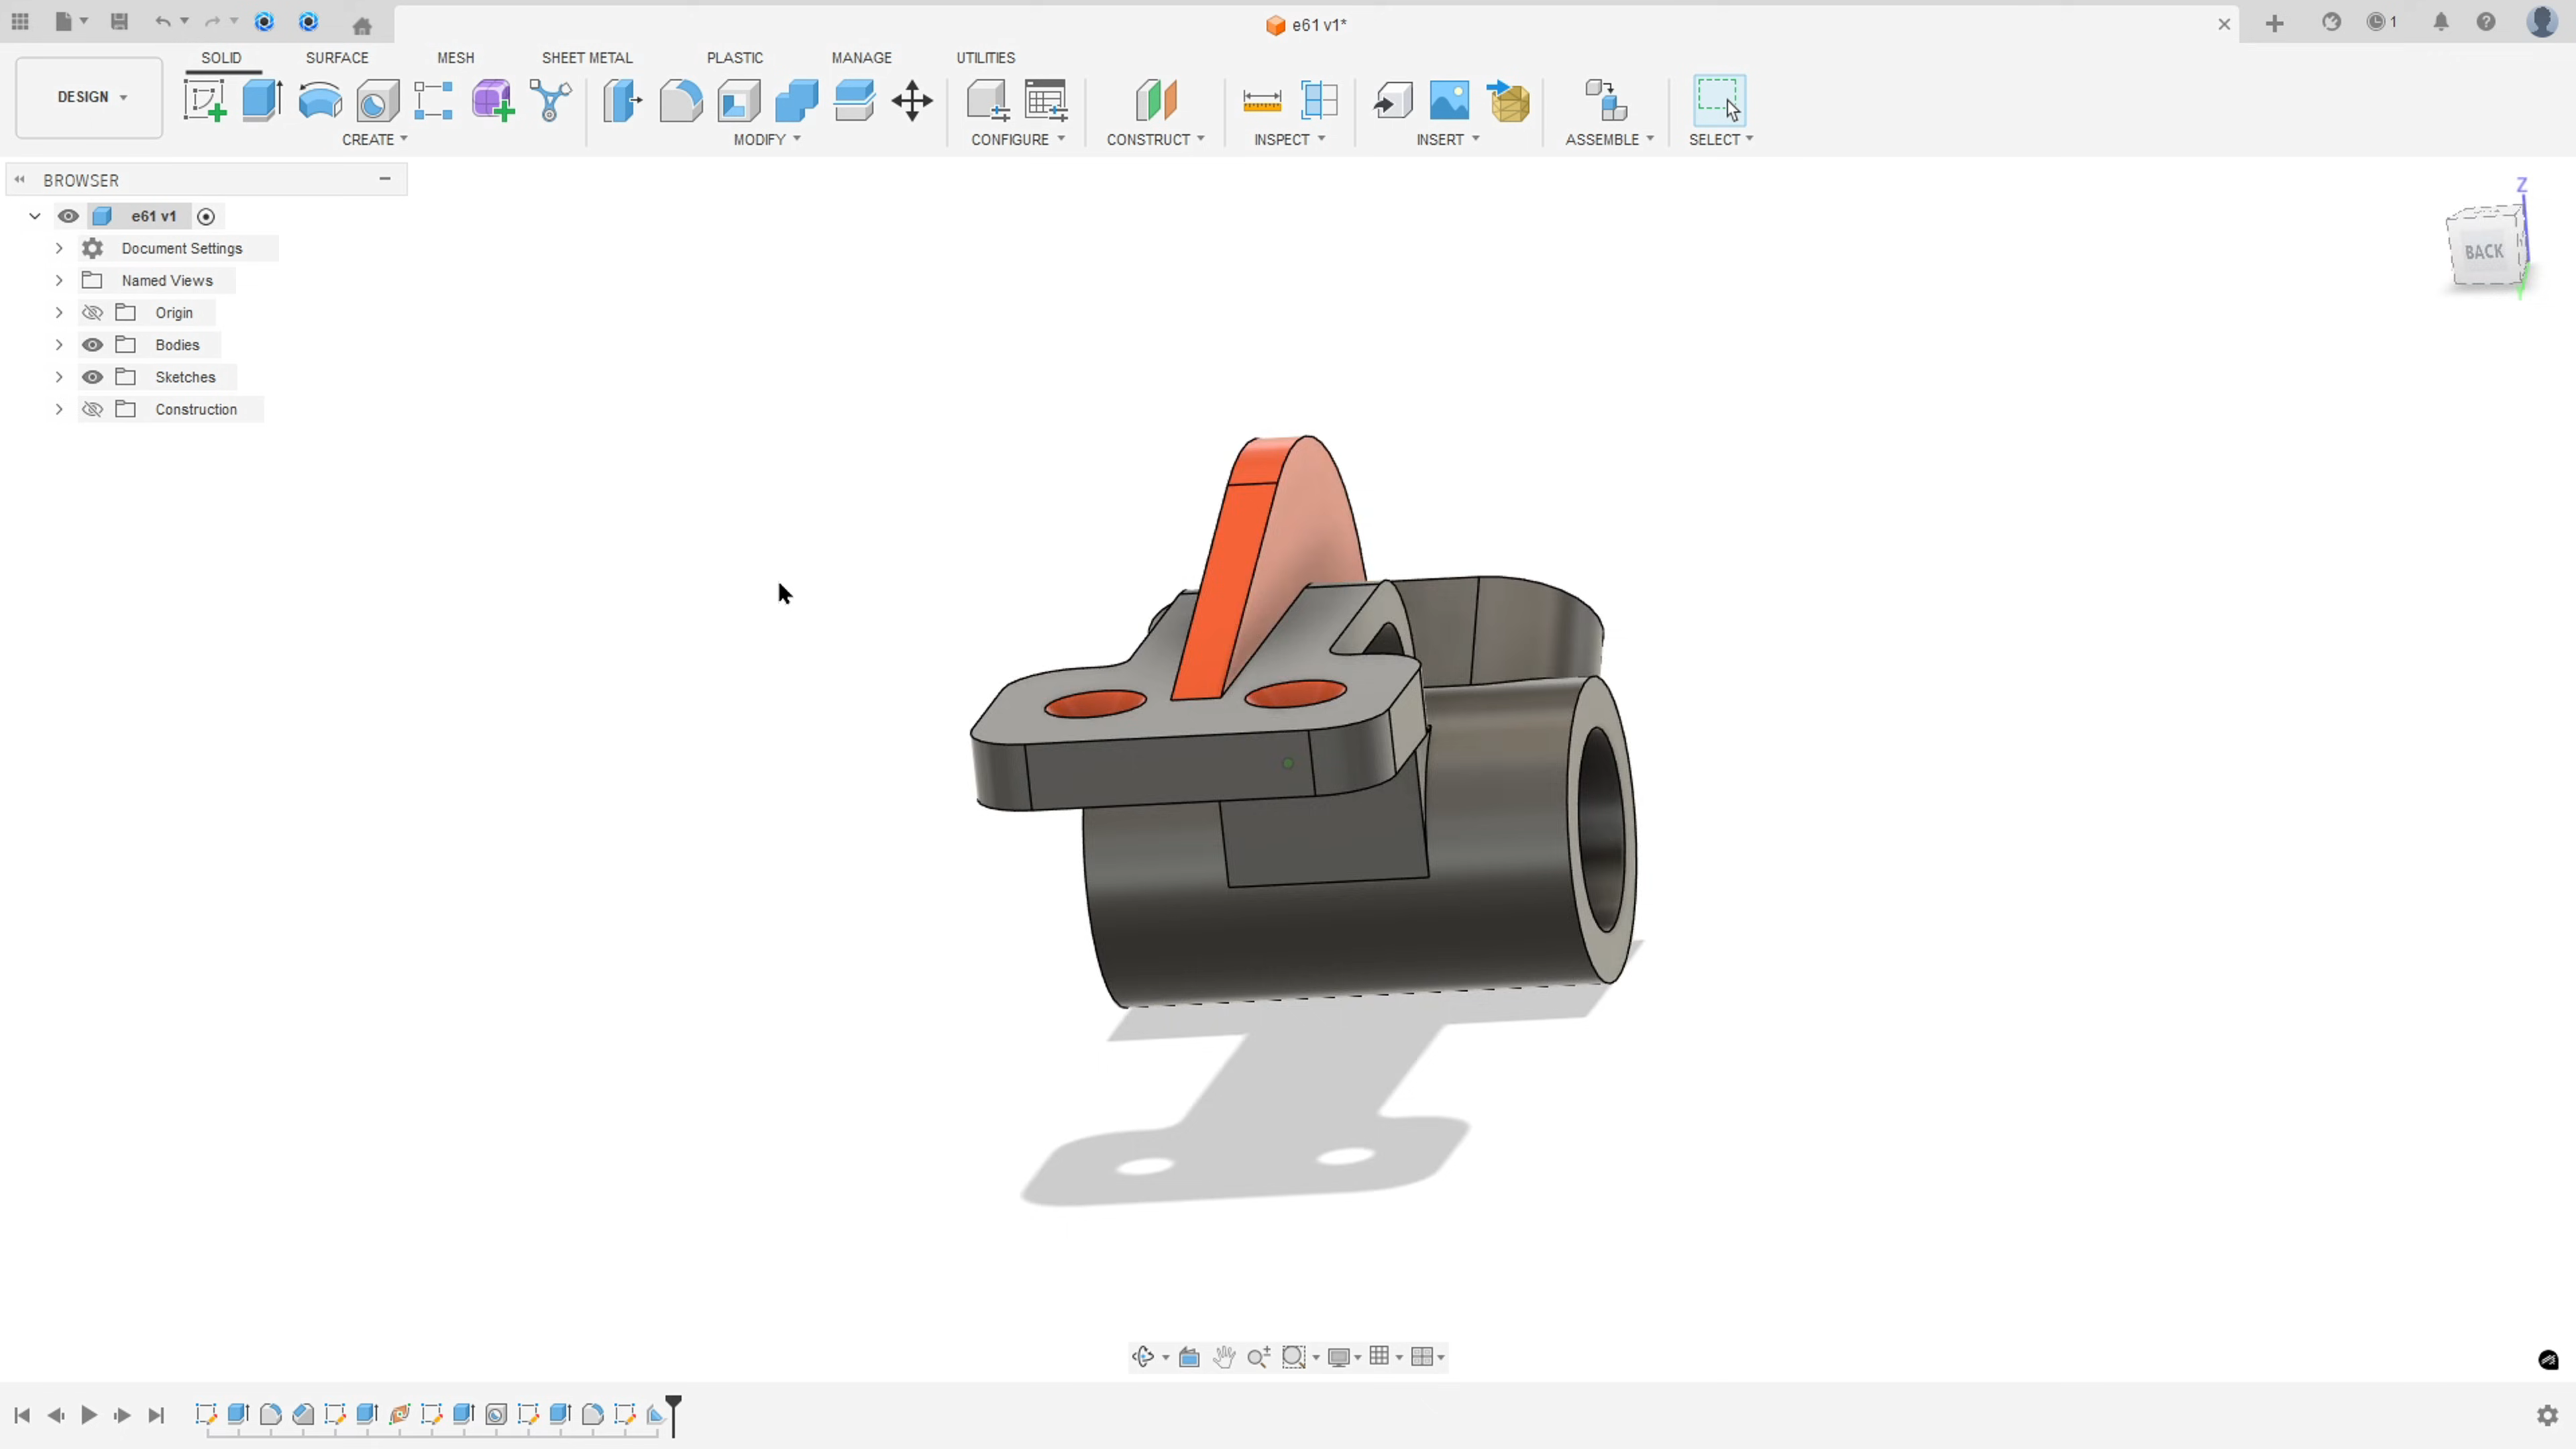 e61 v1*
1
SOLID SURFACE MESH SHEET METAL PLASTIC MANAGE UTILITIES
DESIGN
CREATE MODIFY CONFIGURE CONSTRUCT INSPECT INSERT ASSEMBLE SELECT
BROWSER
e61 v1
Document Settings
Named Views
Origin
Bodies
Sketches
Construction
Z
BACK
Y